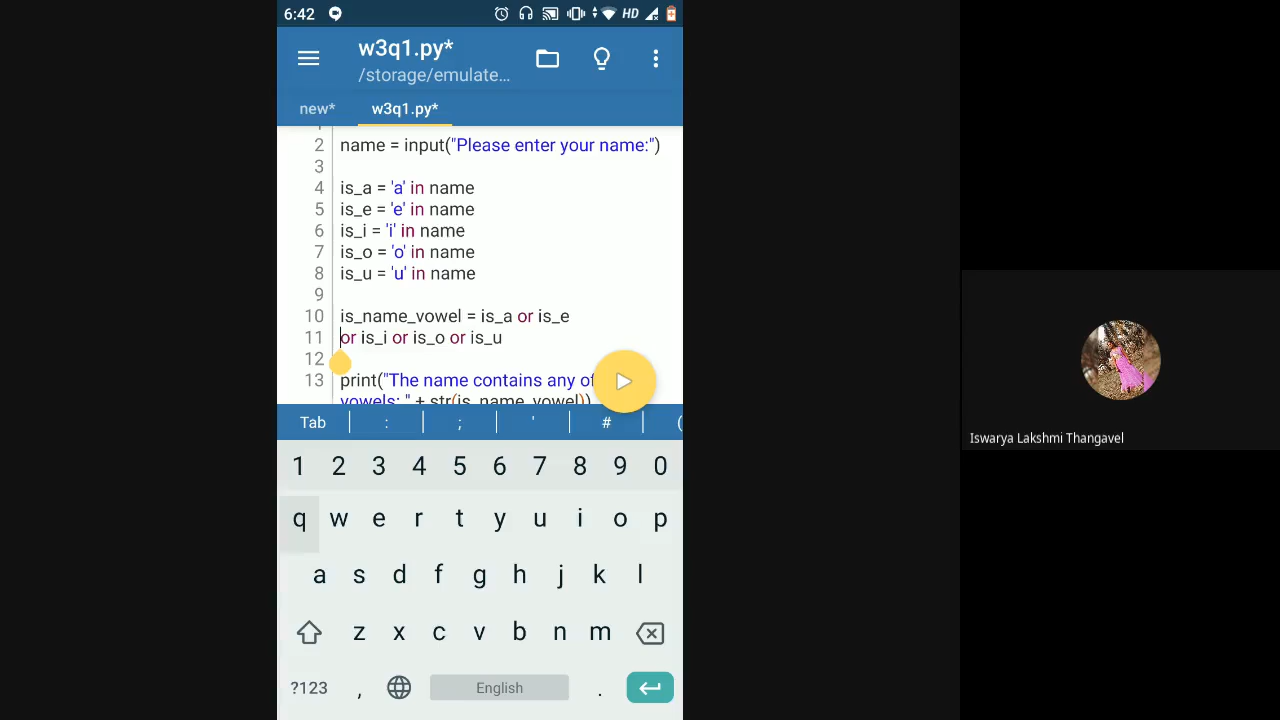 6:42
HD
w3q1.py*
/storage/emulate...
new*
w3q1.py*
2 name = input("Please enter your name:")
3
4 is_a = 'a' in name
5 is_e = 'e' in name
6 is_i = 'i' in name
7 is_o = 'o' in name
8 is_u = 'u' in name
9
10 is_name_vowel = is_a or is_e
11 or is_i or is_o or is_u
12
13 print("The name contains any of
vowels: " + str(is_name_vowel))
Tab : ; ' # (
1 2 3 4 5 6 7 8 9 0
q w e r t y u i o p
a s d f g h j k l
z x c v b n m
?123 , English .
Iswarya Lakshmi Thangavel